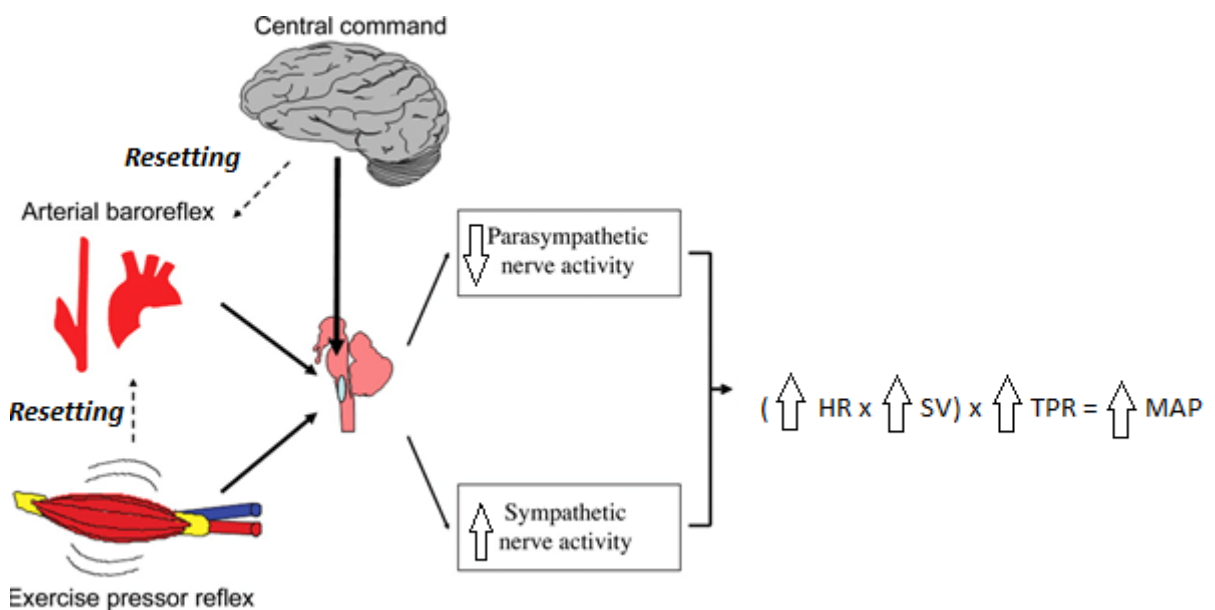 Central command
Resetting
Arterial baroreflex
Parasympathetic
nerve activity
( HR x SV) x TPR = MAP
Resetting
Sympathetic
nerve activity
Exercise pressor reflex